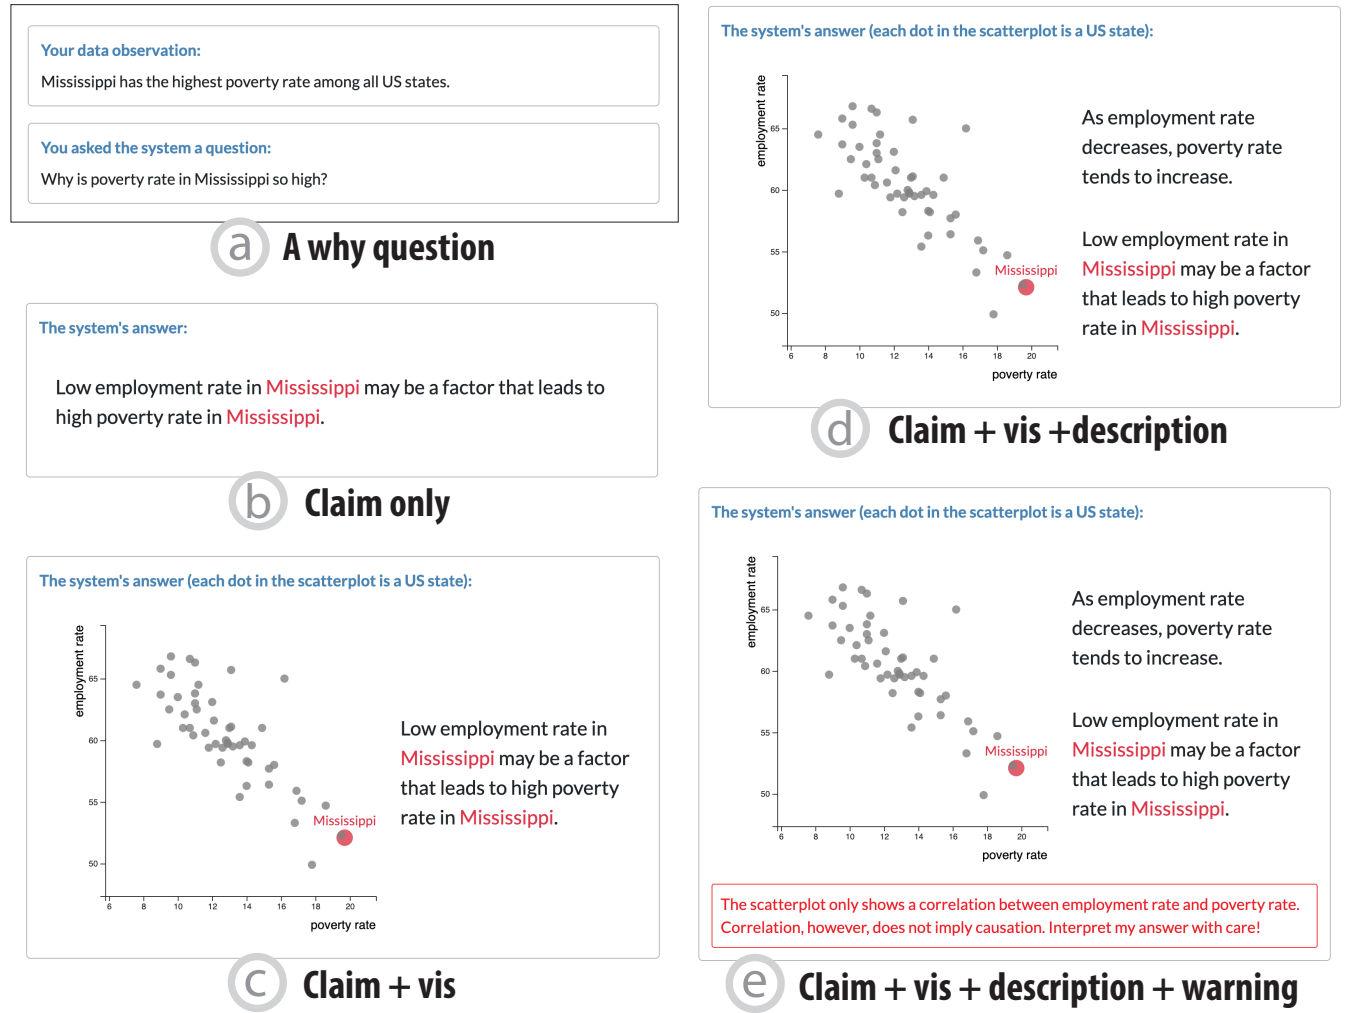 Your data observation:
Mississippi has the highest poverty rate among all US states.
You asked the system a question:
Why is poverty rate in Mississippi so high?
a A why question
The system's answer:
Low employment rate in Mississippi may be a factor that leads to
high poverty rate in Mississippi.
b Claim only
The system's answer (each dot in the scatterplot is a US state):
employment rate
65
60
55
50
Mississippi
6 8 10 12 14 16 18 20
poverty rate
Low employment rate in
Mississippi may be a factor
that leads to high poverty
rate in Mississippi.
c Claim + vis
The system's answer (each dot in the scatterplot is a US state):
employment rate
65
60
55
50
Mississippi
6 8 10 12 14 16 18 20
poverty rate
As employment rate
decreases, poverty rate
tends to increase.
Low employment rate in
Mississippi may be a factor
that leads to high poverty
rate in Mississippi.
d Claim + vis +description
The system's answer (each dot in the scatterplot is a US state):
employment rate
65
60
55
50
Mississippi
6 8 10 12 14 16 18 20
poverty rate
As employment rate
decreases, poverty rate
tends to increase.
Low employment rate in
Mississippi may be a factor
that leads to high poverty
rate in Mississippi.
The scatterplot only shows a correlation between employment rate and poverty rate.
Correlation, however, does not imply causation. Interpret my answer with care!
e Claim + vis + description + warning